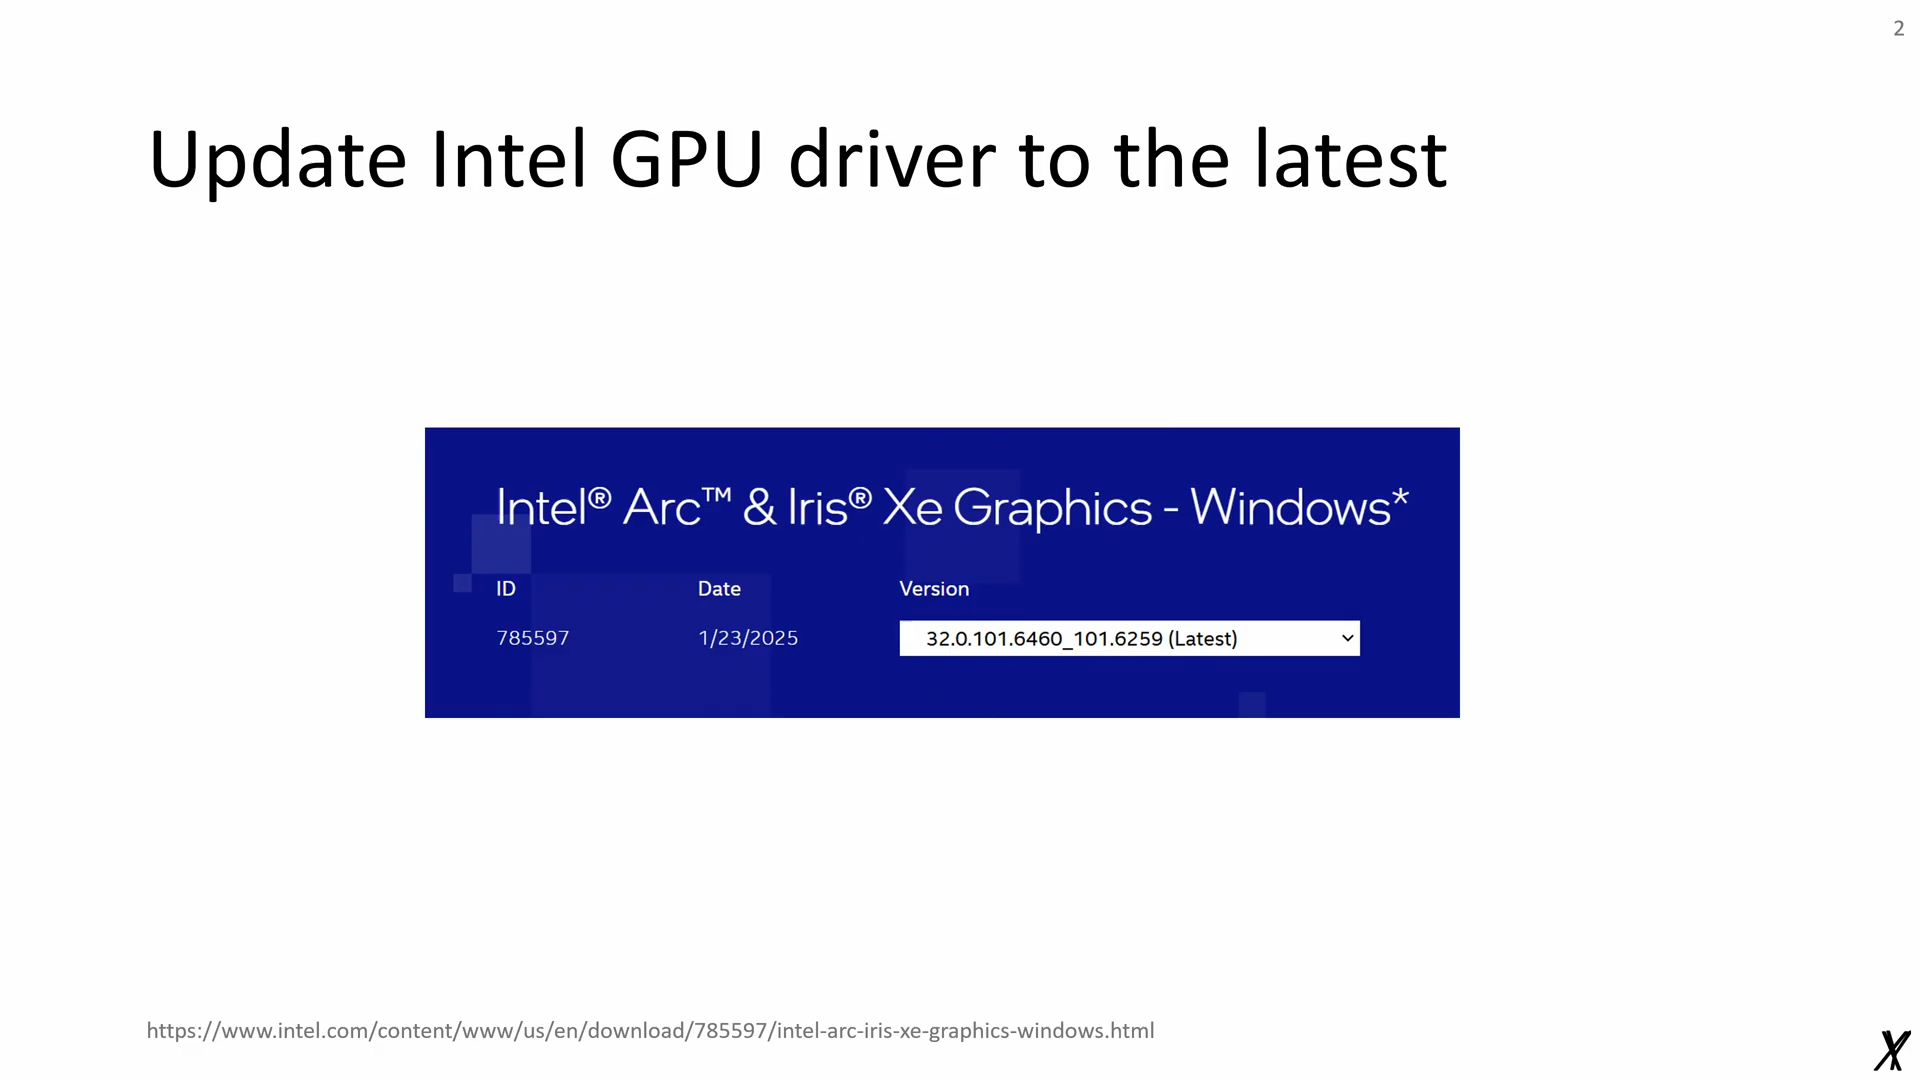 2
Update Intel GPU driver to the latest
Intel® Arc™ & Iris® Xe Graphics - Windows*
ID Date Version
785597 1/23/2025 32.0.101.6460_101.6259 (Latest)
https://www.intel.com/content/www/us/en/download/785597/intel-arc-iris-xe-graphics-windows.html
X